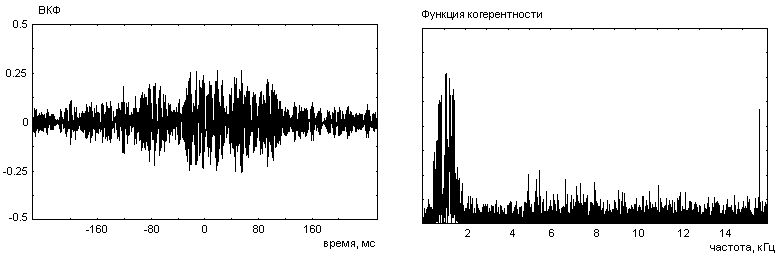 ВКФ
0.5
0.25
0
-0.25
-0.5
-160 -80 0 80 160
время, мс
Функция когерентности
2 4 6 8 10 12 14
частота, кГц